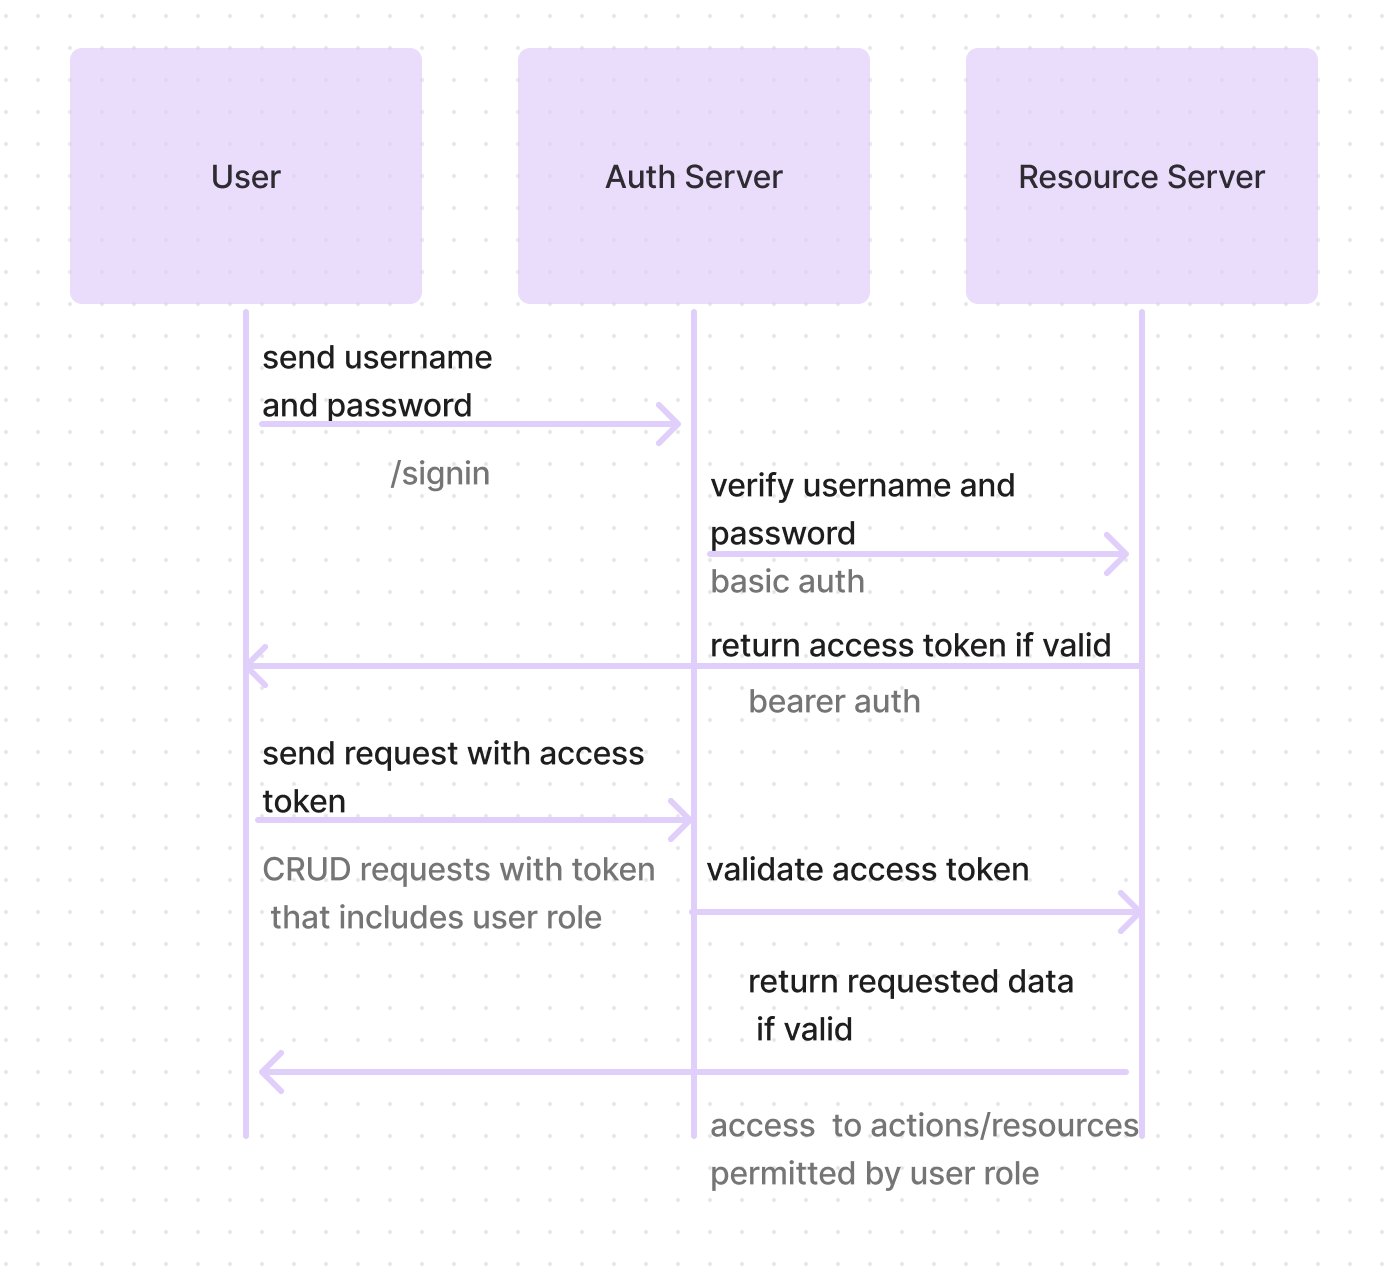 User
Auth Server
Resource Server
send username
and password
/signin
verify username and
password
basic auth
return access token if valid
bearer auth
send request with access
token
CRUD requests with token
that includes user role
validate access token
return requested data
if valid
access  to actions/resources
permitted by user role